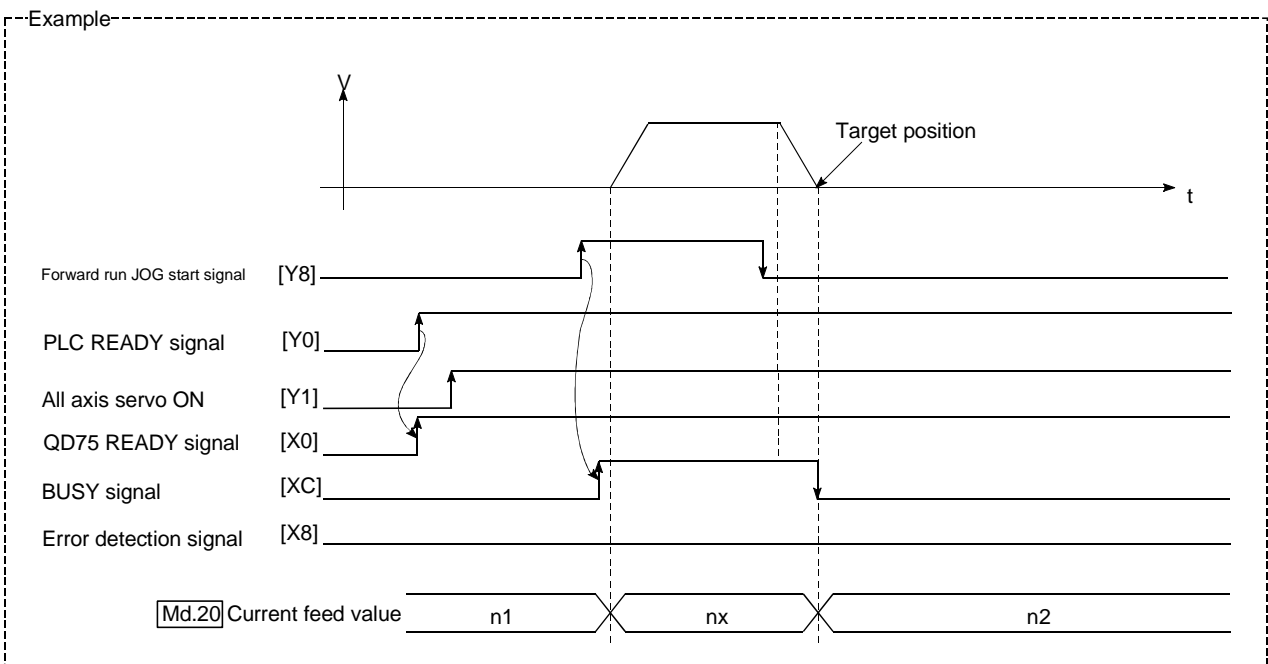 Example
V
Target position
t
Forward run JOG start signal [Y8]
PLC READY signal [Y0]
All axis servo ON [Y1]
QD75 READY signal [X0]
BUSY signal [XC]
Error detection signal [X8]
Md.20 Current feed value n1 nx n2